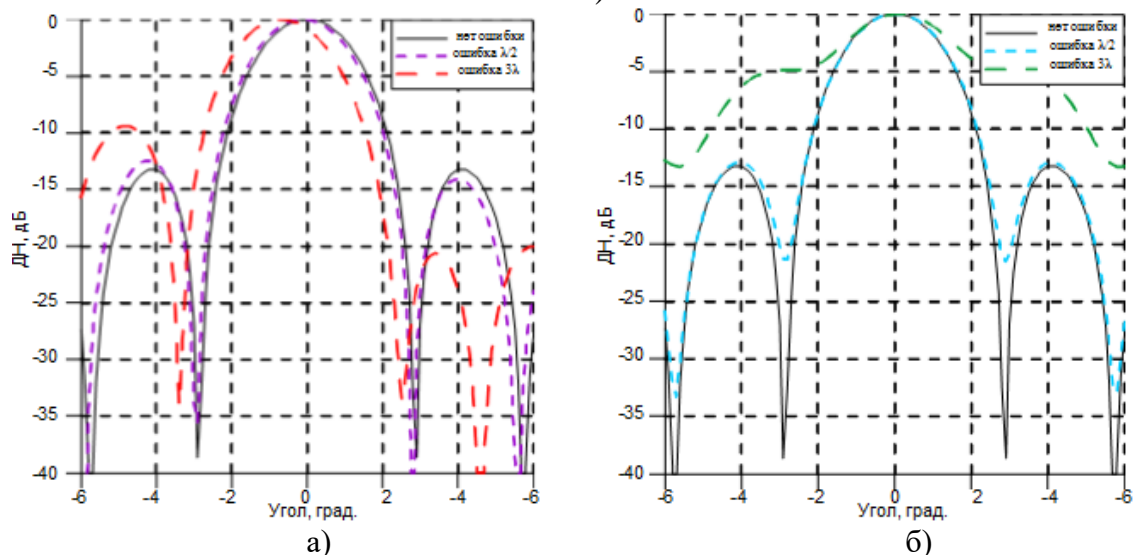 0
-5
-10
-15
-20
-25
-30
-35
-40
ДН, дБ
-6 -4 -2 0 2 -4 -6
Угол, град.
нет ошибки
ошибка λ/2
ошибка 3λ
а)
0
-5
-10
-15
-20
-25
-30
-35
-40
ДН, дБ
-6 -4 -2 0 2 -4 -6
Угол, град.
нет ошибки
ошибка λ/2
ошибка 3λ
б)